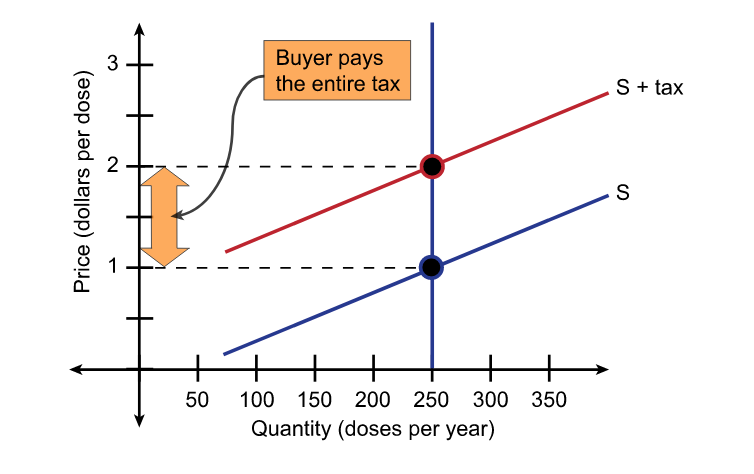 Buyer pays
the entire tax
S + tax
S
Price (dollars per dose)
3
2
1
50 100 150 200 250 300 350
Quantity (doses per year)